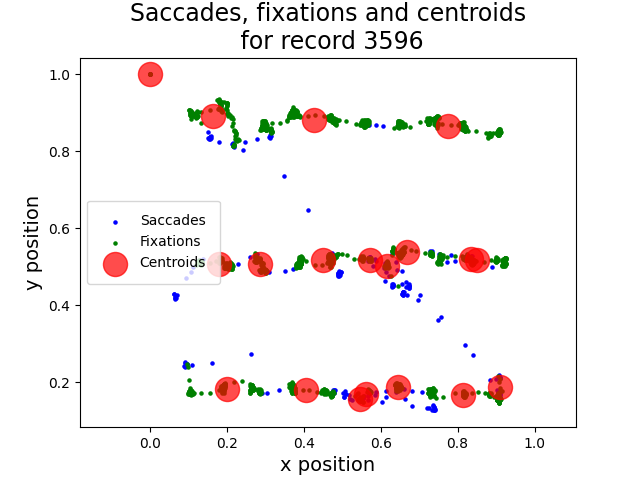 Saccades, fixations and centroids
for record 3596
1.0
0.8
0.6
0.4
0.2
y position
Saccades
Fixations
Centroids
0.0 0.2 0.4 0.6 0.8 1.0
x position